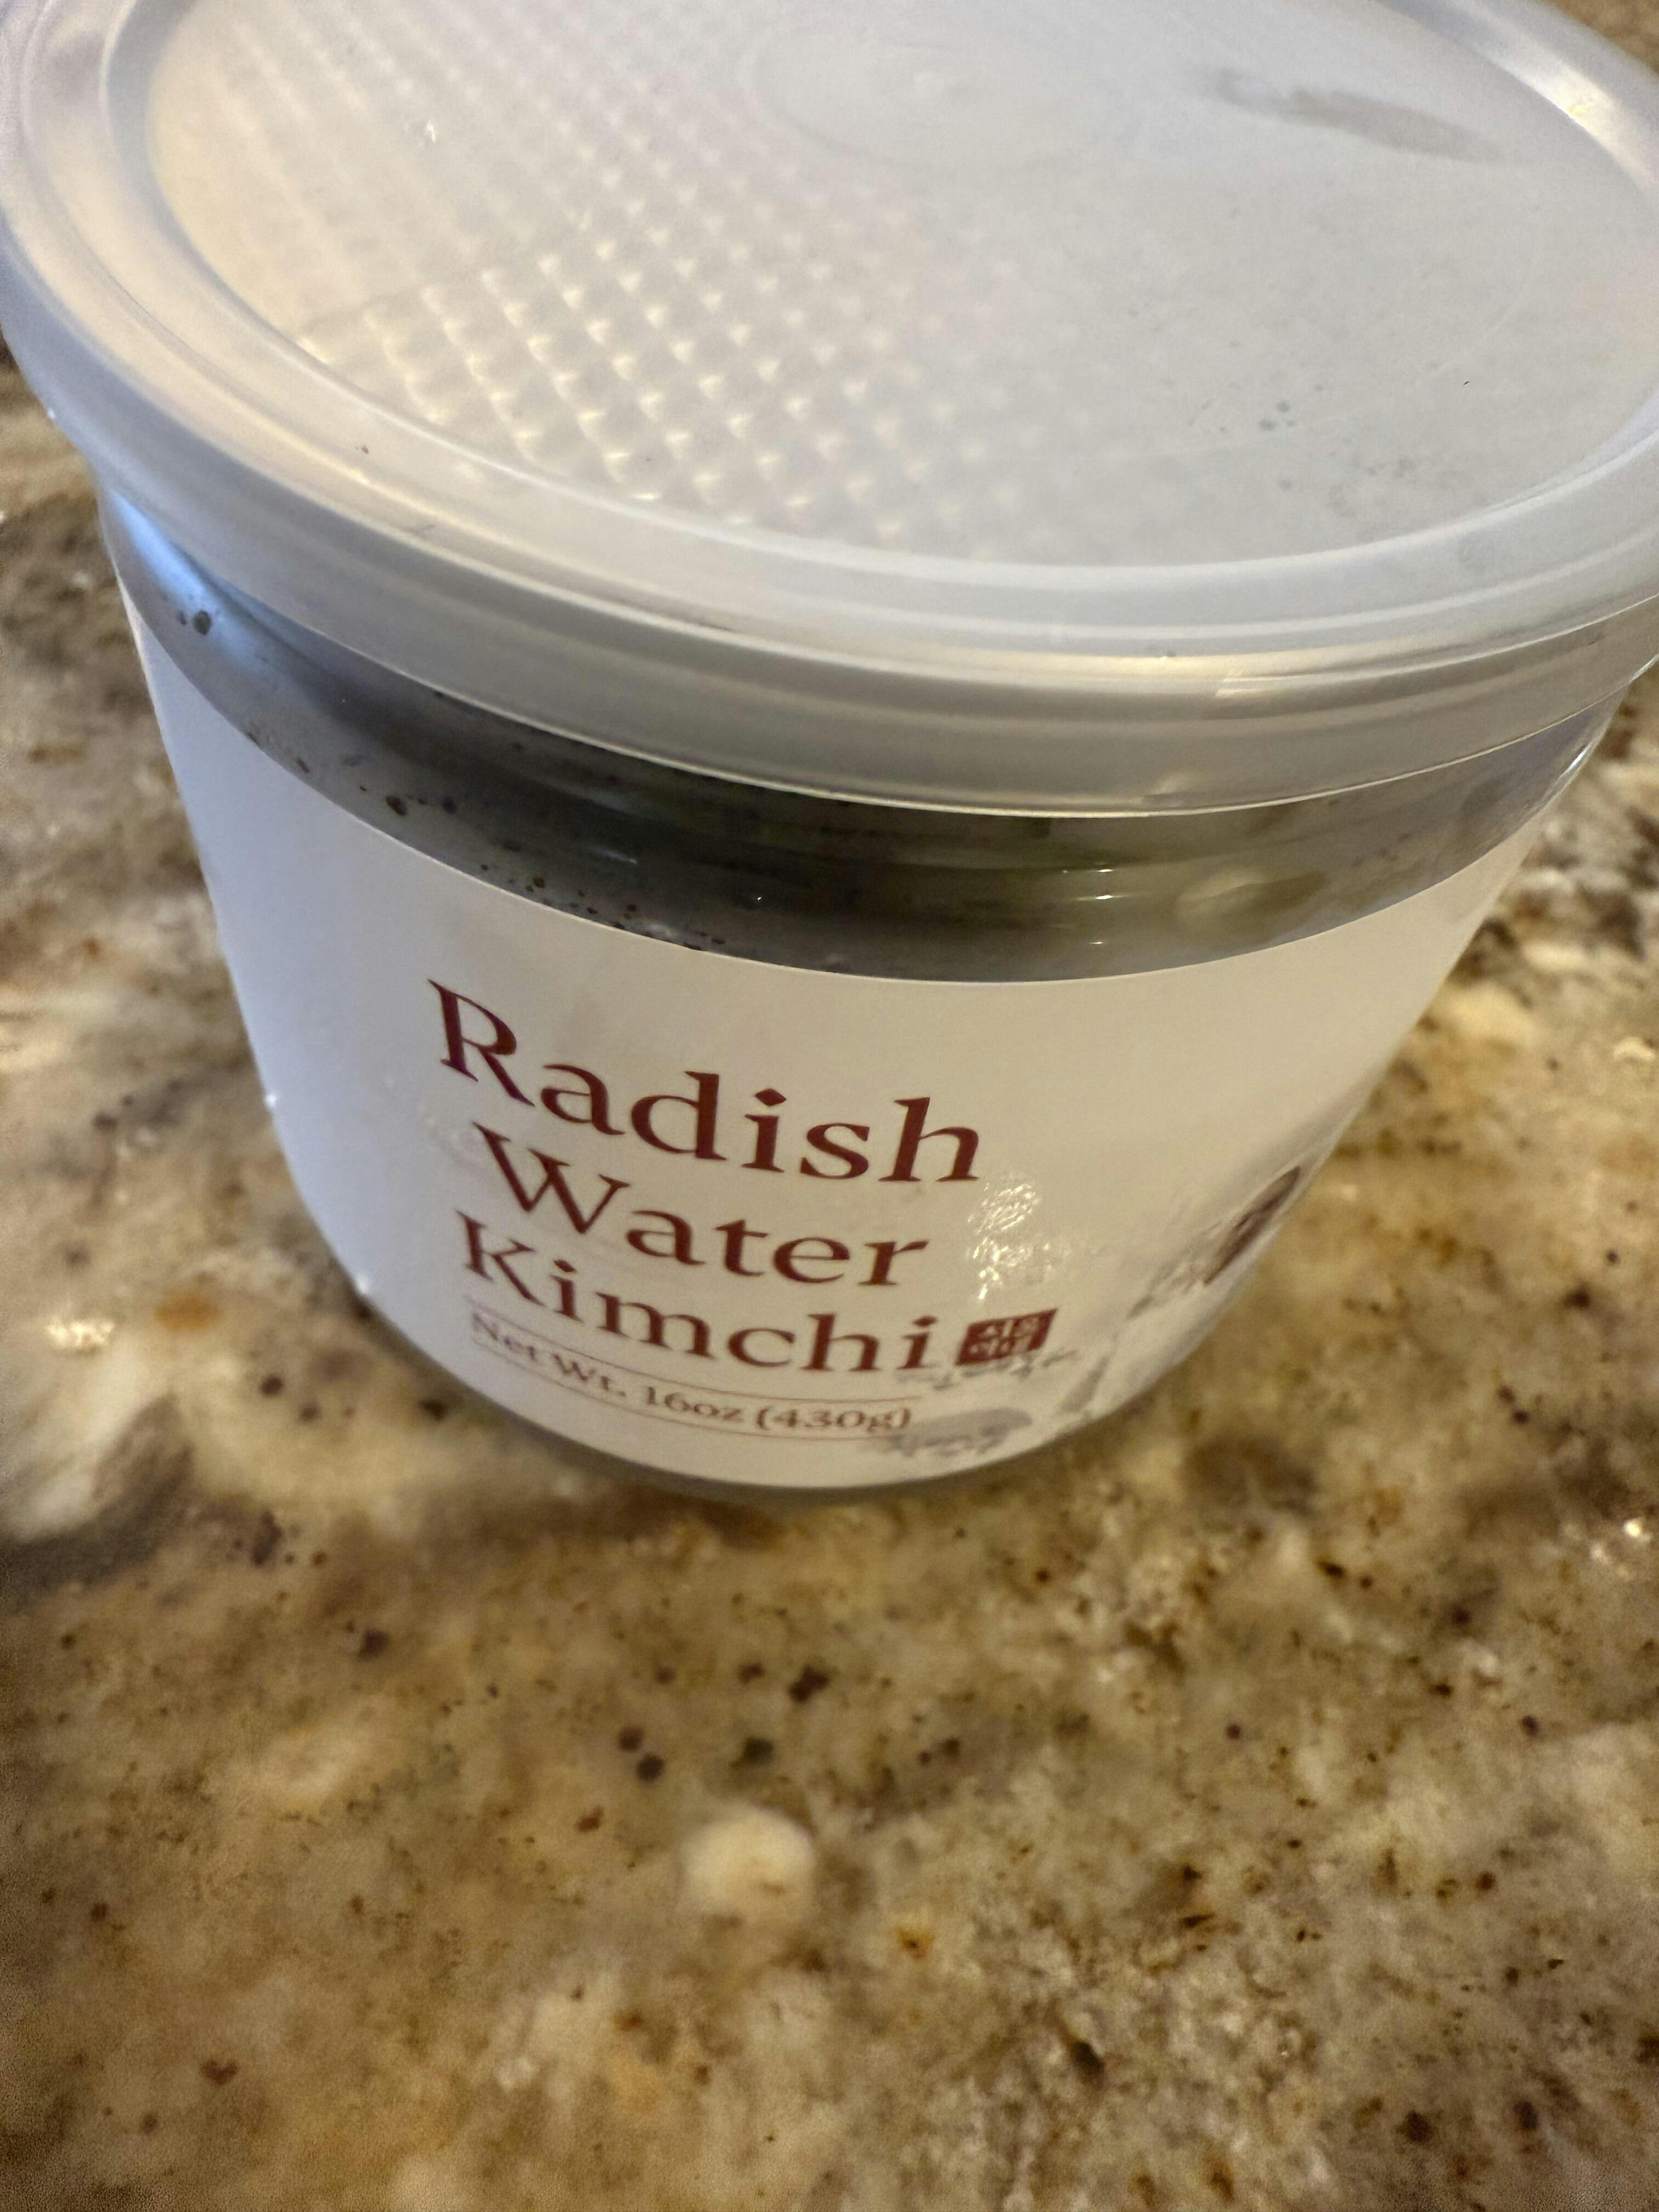 Radish
Water
Kimchi
Net Wt. 16oz (430g)